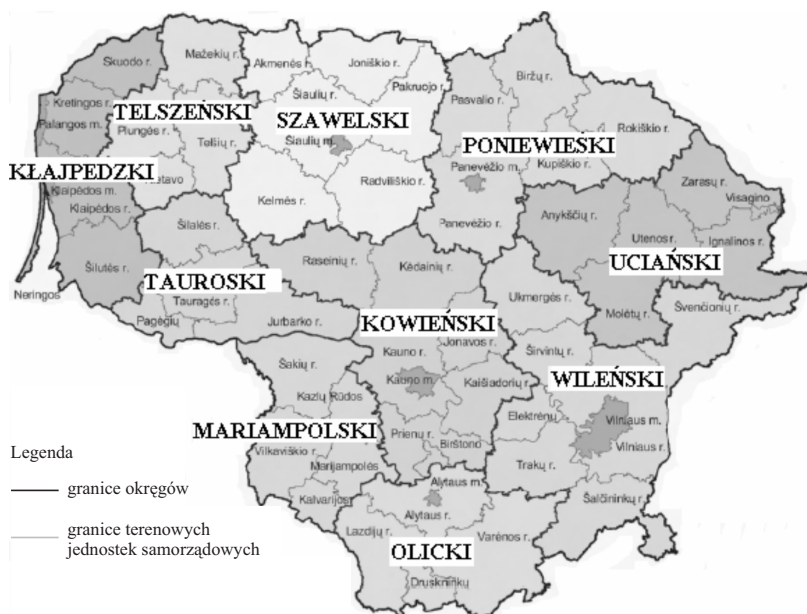 Skuodo r.
Mažeikių r.
Akmenės r.
Joniškio r.
Pakruojo r.
Biržų r.
Pasvalio r.
Rokiškio r.
Kretingos r.
TELSZEŃSKI
Šiaulių r.
SZAWELSKI
Palangos m.
Plungės r.
Telšių r.
Šiaulių m.
PONIEWIESKI
KŁAJPEDZKI
Panevėžio m.
Kupiškio r.
Zarasų r.
Visagino
Klaipėdos m.
Klaipėdos r.
Kelmės r.
Radviliškio r.
Anykščių r.
Šilalės r.
Panevėžio r.
Utenos r.
Ignalinos r.
Šilutės r.
Raseinių r.
Kėdainių r.
UCIAŃSKI
Neringos
TAUROSKI
Tauragės r.
Ukmergės r.
Molėtų r.
Švenčionių r.
Pagėgių
Jurbarko r.
KOWIEŃSKI
Jonavos r.
Širvintų r.
Šakių r.
Kauno r.
Kauno m.
Kaišiadorių r.
WILEŃSKI
Kazlų Rūdos
Elektrėnų
Vilniaus m.
MARIAMPOLSKI
Prienų r.
Birštono
Vilniaus r.
Legenda
Vilkaviškio r.
Marijampolės
Trakų r.
granice okręgów
Kalvarijos
Alytaus m.
Alytaus r.
Šalčininkų r.
granice terenowych
jednostek samorządowych
Lazdijų r.
OLICKI
Varėnos r.
Druskininkų